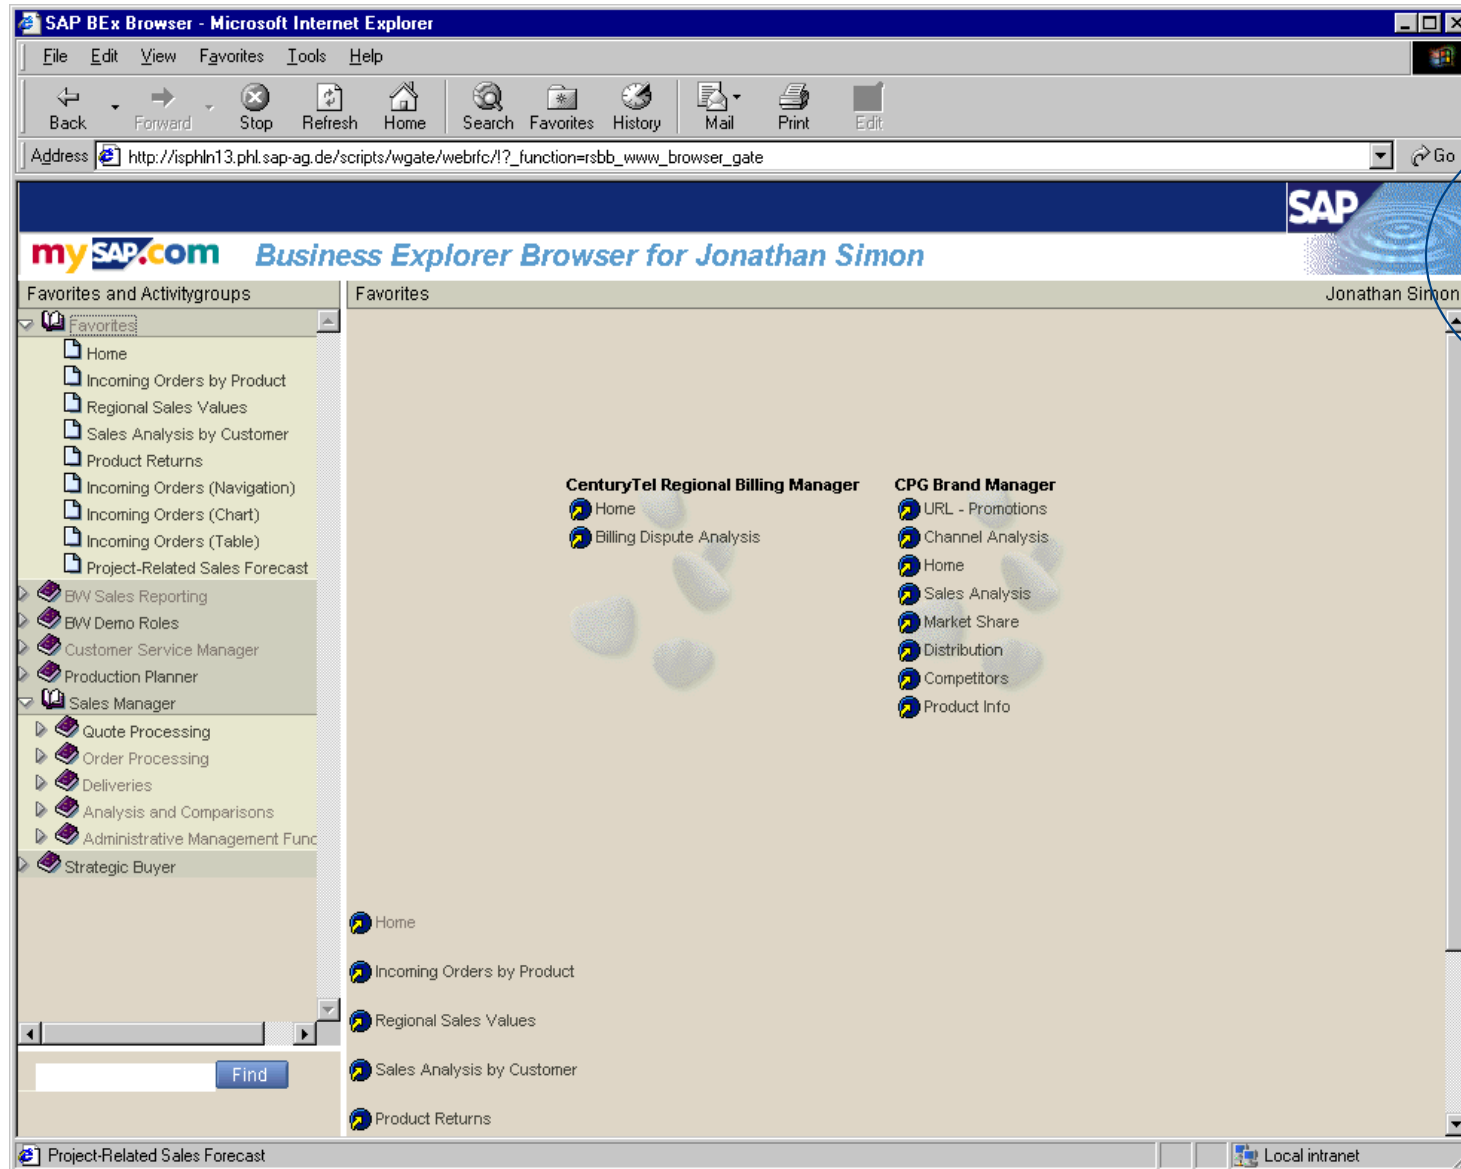 SAP BEx Browser - Microsoft Internet Explorer
File Edit View Favorites Tools Help
Back Forward Stop Refresh Home Search Favorites History Mail Print Edit
Address http://isphln13.phl.sap-ag.de/scripts/wgate/webrfc/!?_function=rsbb_www_browser_gate Go
SAP
mySAP.com Business Explorer Browser for Jonathan Simon
Favorites and Activitygroups
Favorites
Home
Incoming Orders by Product
Regional Sales Values
Sales Analysis by Customer
Product Returns
Incoming Orders (Navigation)
Incoming Orders (Chart)
Incoming Orders (Table)
Project-Related Sales Forecast
BW Sales Reporting
BW Demo Roles
Customer Service Manager
Production Planner
Sales Manager
Quote Processing
Order Processing
Deliveries
Analysis and Comparisons
Administrative Management Func
Strategic Buyer
Find
Favorites Jonathan Simon
CenturyTel Regional Billing Manager
Home
Billing Dispute Analysis
CPG Brand Manager
URL - Promotions
Channel Analysis
Home
Sales Analysis
Market Share
Distribution
Competitors
Product Info
Home
Incoming Orders by Product
Regional Sales Values
Sales Analysis by Customer
Product Returns
Project-Related Sales Forecast Local intranet